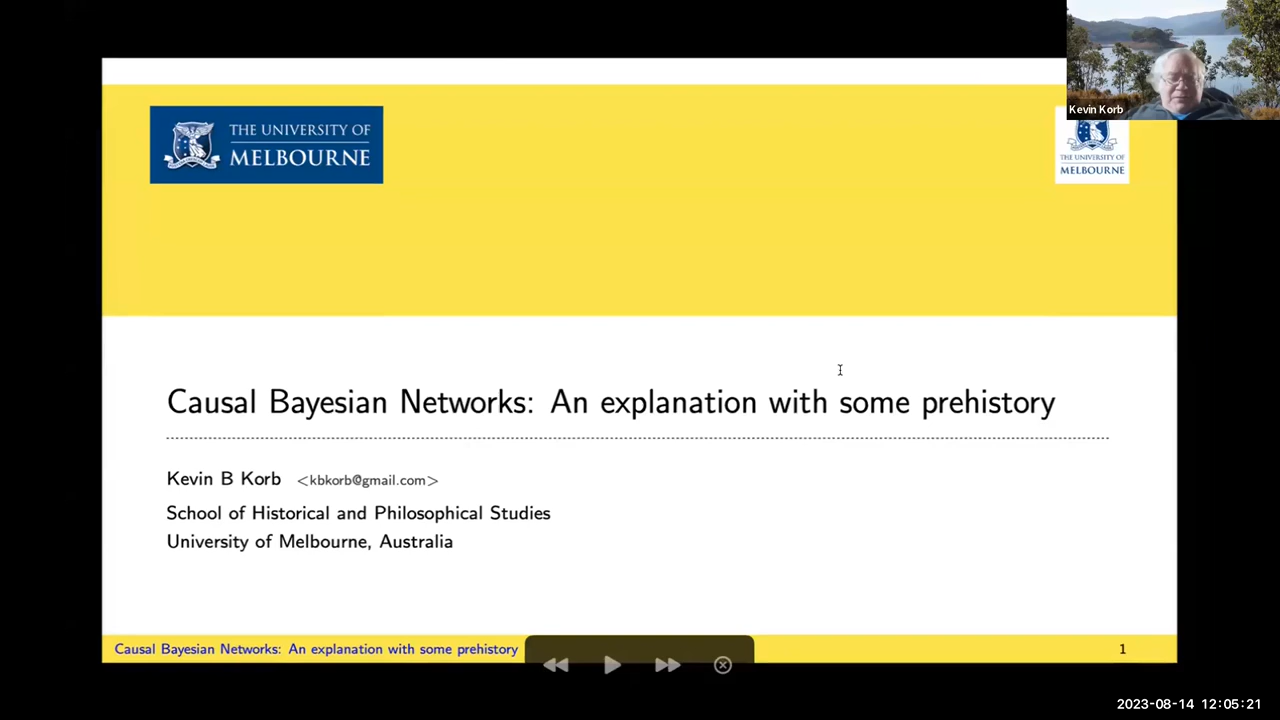 Kevin Korb
THE UNIVERSITY OF
MELBOURNE
THE UNIVERSITY OF
MELBOURNE
Causal Bayesian Networks: An explanation with some prehistory
Kevin B Korb <kbkorb@gmail.com>
School of Historical and Philosophical Studies
University of Melbourne, Australia
Causal Bayesian Networks: An explanation with some prehistory
1
2023-08-14 12:05:21